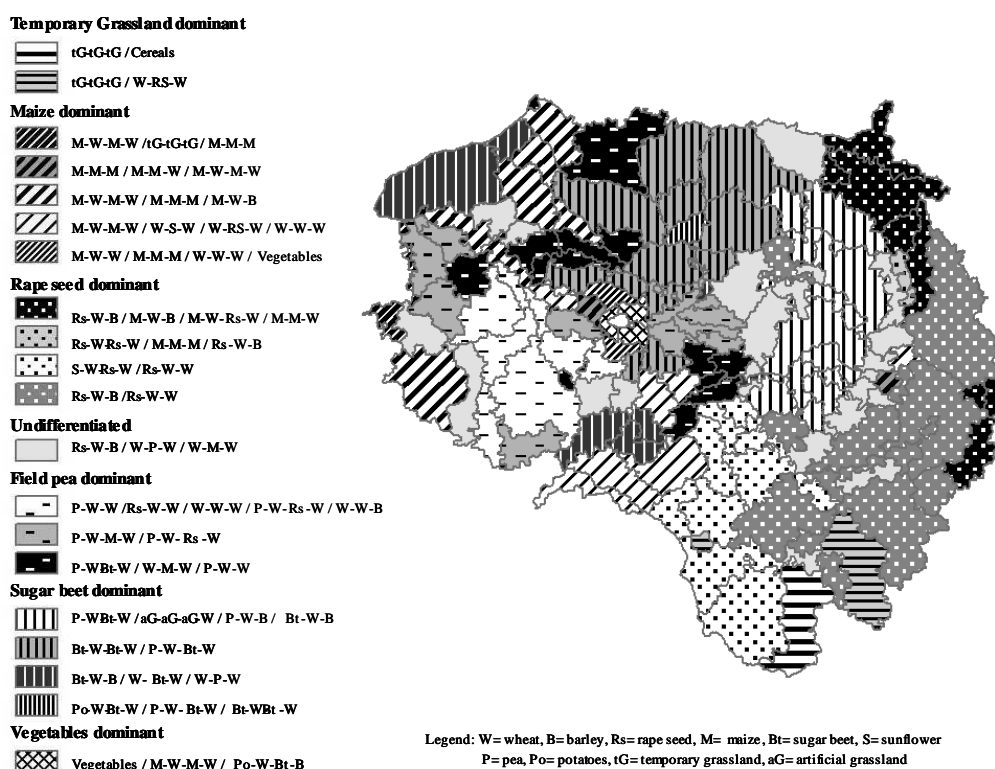 Temporary Grassland dominant
tG-tG-tG / Cereals
tG-tG-tG / W-RS-W
Maize dominant
M-W-M-W / tG-tG-tG / M-M-M
M-M-M / M-M-W / M-W-M-W
M-W-M-W / M-M-M / M-W-B
M-W-M-W / W-S-W / W-RS-W / W-W-W
M-W-W / M-M-M / W-W-W / Vegetables
Rape seed dominant
Rs-W-B / M-W-B / M-W-Rs-W / M-M-W
Rs-W-Rs-W / M-M-M / Rs-W-B
S-W-Rs-W / Rs-W-W
Rs-W-B / Rs-W-W
Undifferentiated
Rs-W-B / W-P-W / W-M-W
Field pea dominant
P-W-W / Rs-W-W / W-W-W / P-W-Rs-W / W-W-B
P-W-M-W / P-W-Rs-W
P-W-Bt-W / W-M-W / P-W-W
Sugar beet dominant
P-W-Bt-W / aG-aG-aG-W / P-W-B / Bt-W-B
Bt-W-Bt-W / P-W-Bt-W
Bt-W-B / W-Bt-W / W-P-W
Po-W-Bt-W / P-W-Bt-W / Bt-W-Bt-W
Vegetables dominant
Vegetables / M-W-M-W / Po-W-Bt-B
Legend: W= wheat, B= barley, Rs= rape seed, M= maize, Bt= sugar beet, S= sunflower
P= pea, Po= potatoes, tG= temporary grassland, aG= artificial grassland